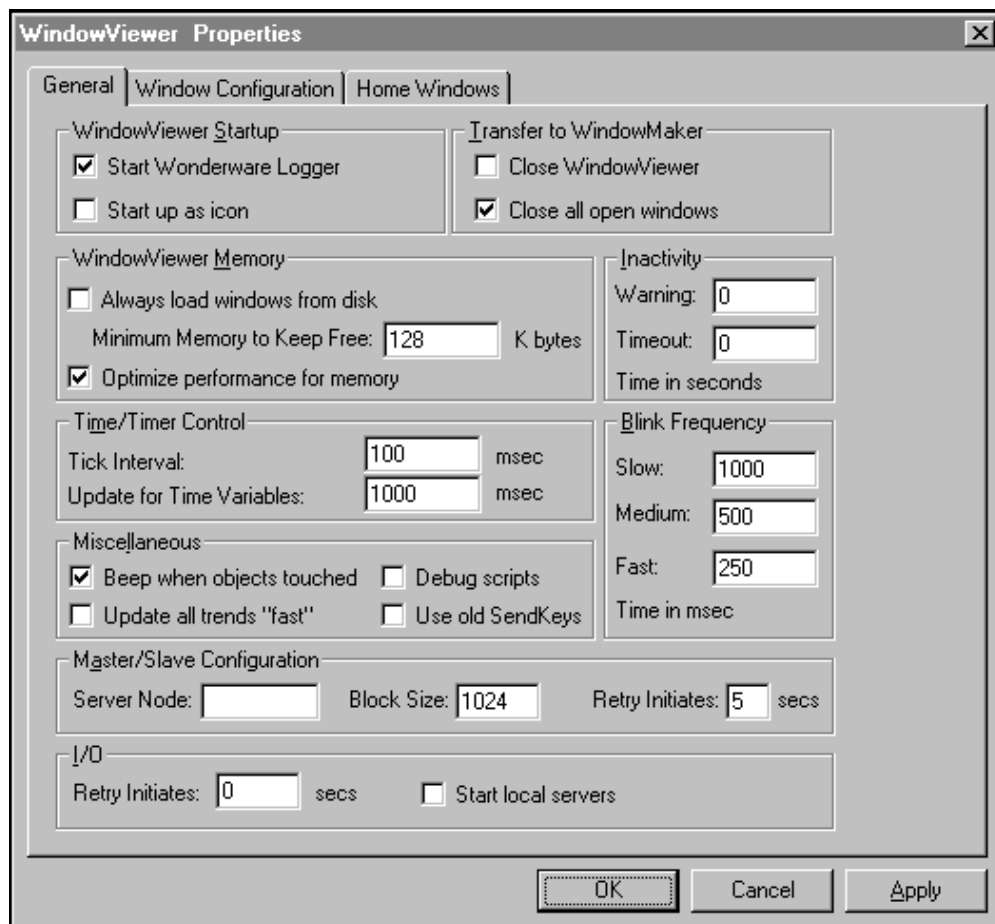 WindowViewer Properties
General
Window Configuration
Home Windows
WindowViewer Startup
Start Wonderware Logger
Start up as icon
Transfer to WindowMaker
Close WindowViewer
Close all open windows
WindowViewer Memory
Always load windows from disk
Minimum Memory to Keep Free: 128 K bytes
Optimize performance for memory
Inactivity
Warning: 0
Timeout: 0
Time in seconds
Time/Timer Control
Tick Interval: 100 msec
Update for Time Variables: 1000 msec
Blink Frequency
Slow: 1000
Medium: 500
Fast: 250
Time in msec
Miscellaneous
Beep when objects touched
Debug scripts
Update all trends "fast"
Use old SendKeys
Master/Slave Configuration
Server Node: Block Size: 1024 Retry Initiates: 5 secs
I/O
Retry Initiates: 0 secs Start local servers
OK
Cancel
Apply